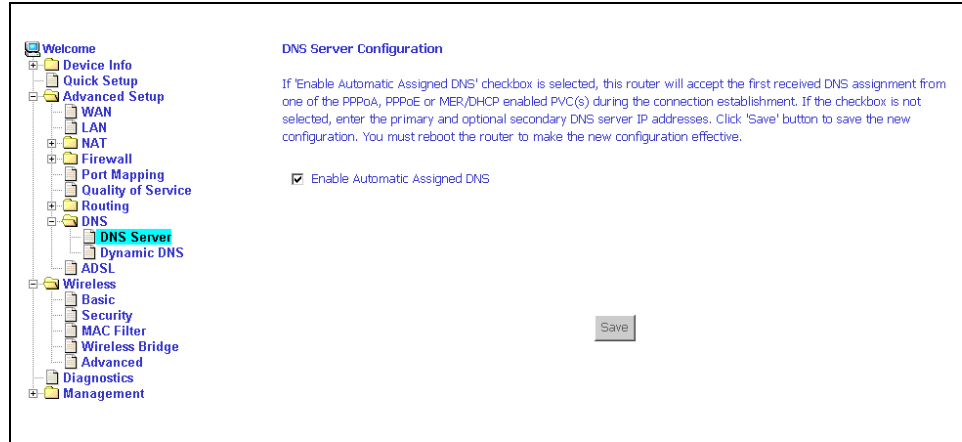 Welcome
Device Info
Quick Setup
Advanced Setup
WAN
LAN
NAT
Firewall
Port Mapping
Quality of Service
Routing
DNS
DNS Server
Dynamic DNS
ADSL
Wireless
Basic
Security
MAC Filter
Wireless Bridge
Advanced
Diagnostics
Management
DNS Server Configuration
If 'Enable Automatic Assigned DNS' checkbox is selected, this router will accept the first received DNS assignment from
one of the PPPoA, PPPoE or MER/DHCP enabled PVC(s) during the connection establishment. If the checkbox is not
selected, enter the primary and optional secondary DNS server IP addresses. Click 'Save' button to save the new
configuration. You must reboot the router to make the new configuration effective.
Enable Automatic Assigned DNS
Save